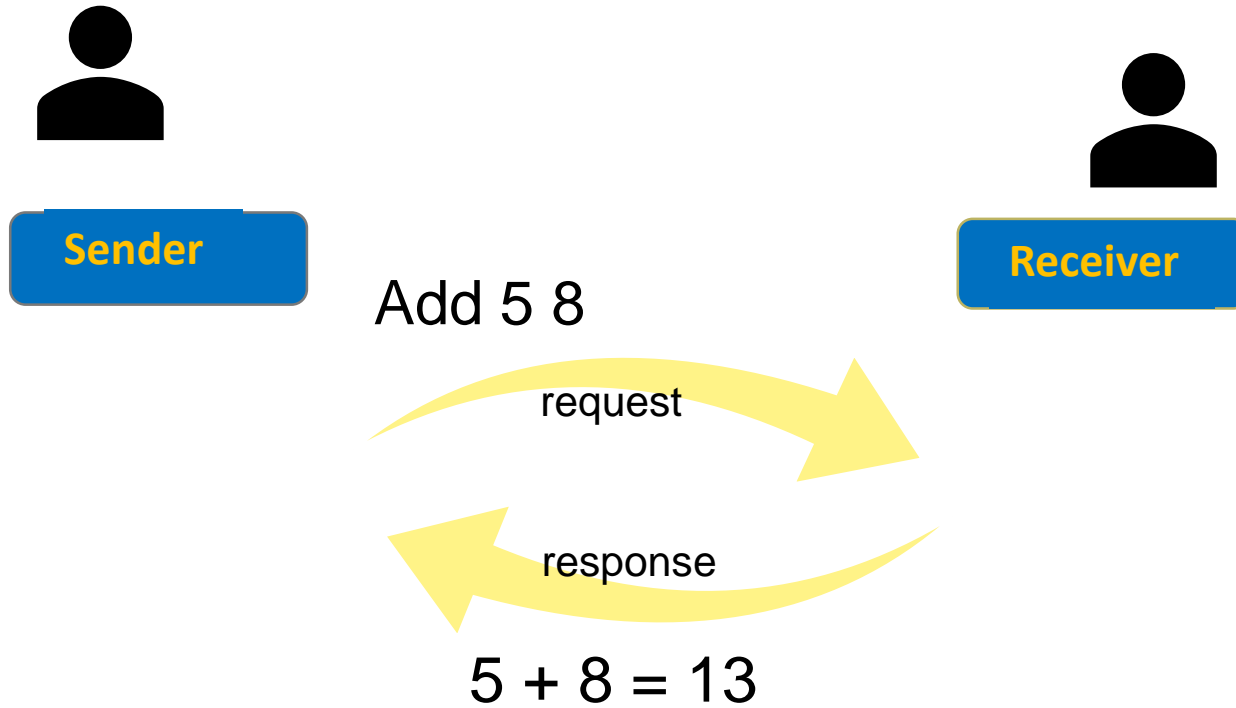 Sender
Receiver
Add 5 8
request
response
5 + 8 = 13